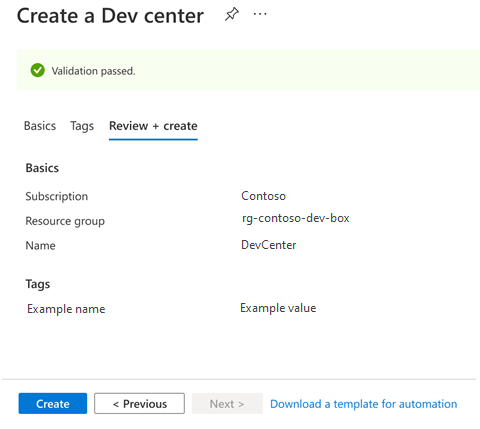 Create a Dev center ...
Validation passed.
Basics Tags Review + create
Basics
Subscription Contoso
Resource group rg-contoso-dev-box
Name DevCenter
Tags
Example name Example value
Create < Previous Next > Download a template for automation